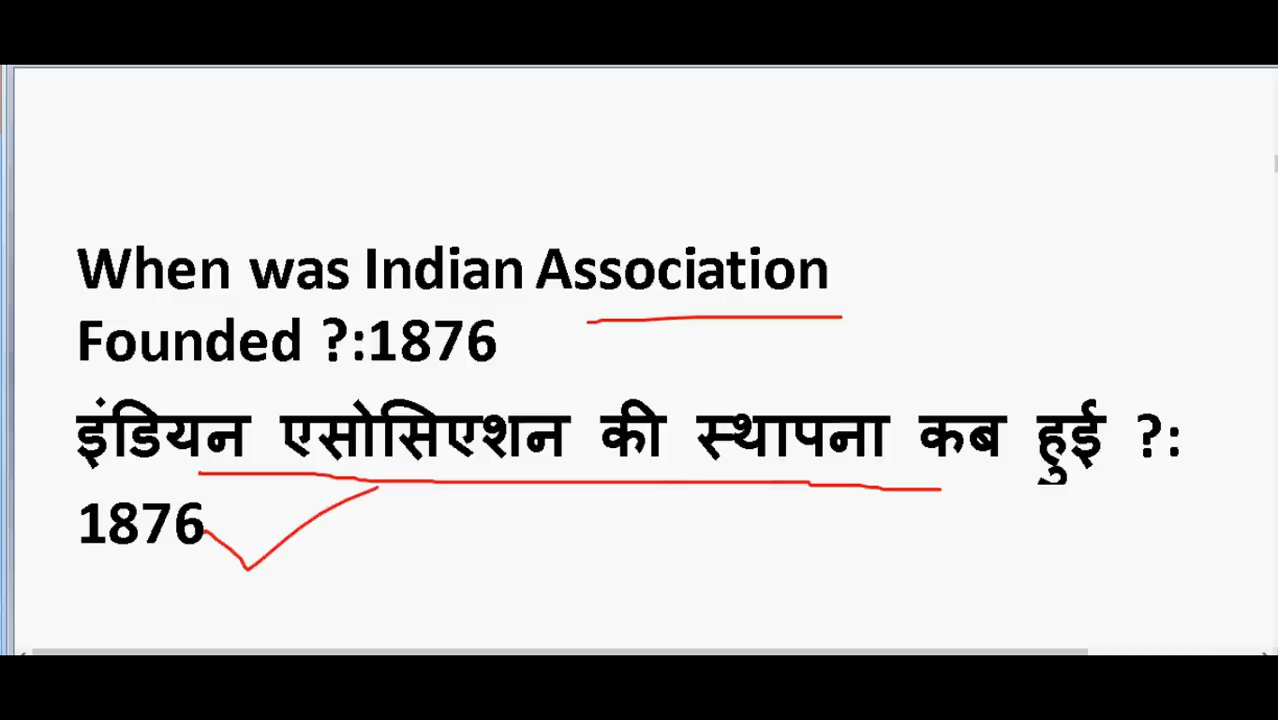 When was Indian Association
Founded ?:1876
इंडियन एसोसिएशन की स्थापना कब हुई ?:
1876